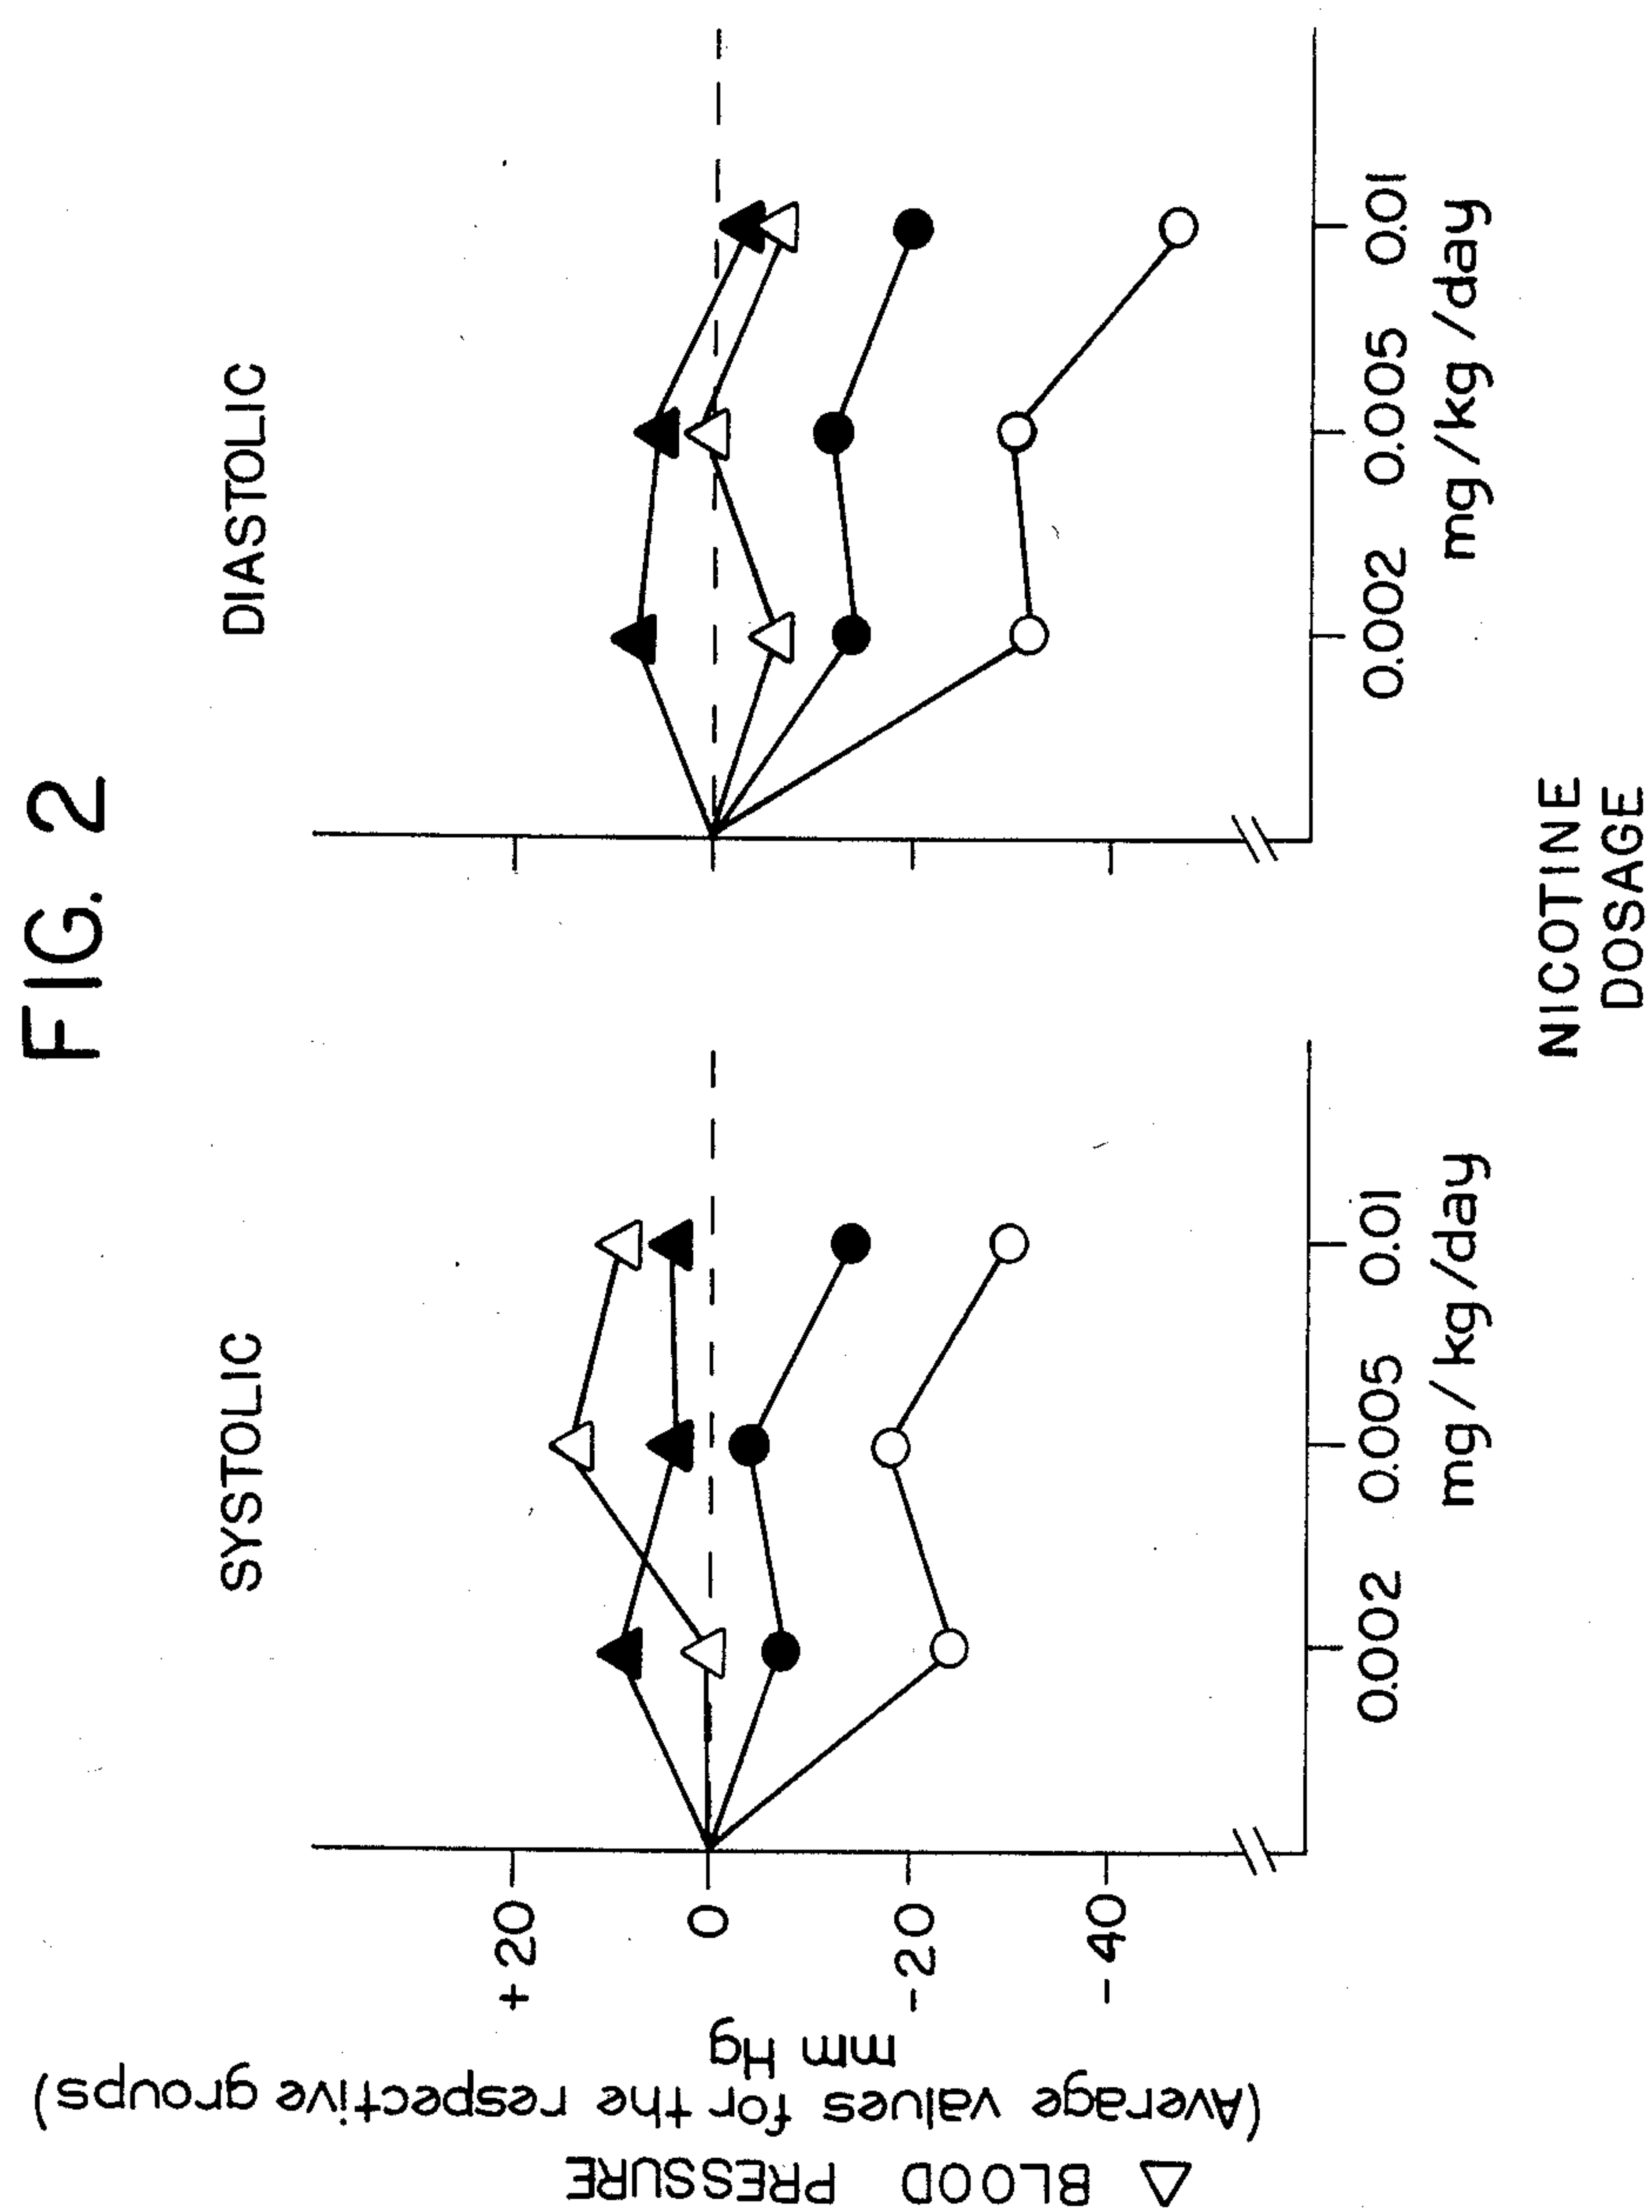 FIG. 2
SYSTOLIC
DIASTOLIC
△ BLOOD PRESSURE
(Average values for the respective groups)
mm Hg
+20
0
-20
-40
0.002 0.005 0.01
mg/kg/day
0.002 0.005 0.01
mg/kg/day
NICOTINE
DOSAGE